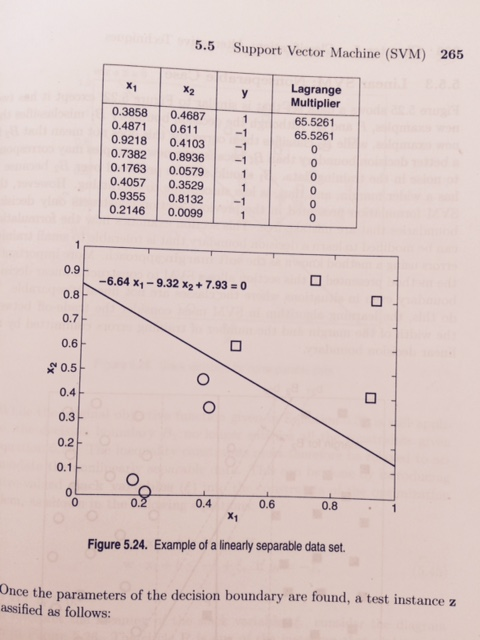 5.5 Support Vector Machine (SVM) 265
x1 x2 y Lagrange Multiplier
0.3858 0.4687 1 65.5261
0.4871 0.611 −1 65.5261
0.9218 0.4103 −1 0
0.7382 0.8936 −1 0
0.1763 0.0579 1 0
0.4057 0.3529 1 0
0.9355 0.8132 −1 0
0.2146 0.0099 1 0
1
0.9
−6.64 x1 − 9.32 x2 + 7.93 = 0
0.8
0.7
0.6
x2 0.5
0.4
0.3
0.2
0.1
0
0 0.2 0.4 0.6 0.8 1
x1
Figure 5.24. Example of a linearly separable data set.
Once the parameters of the decision boundary are found, a test instance z
assified as follows: